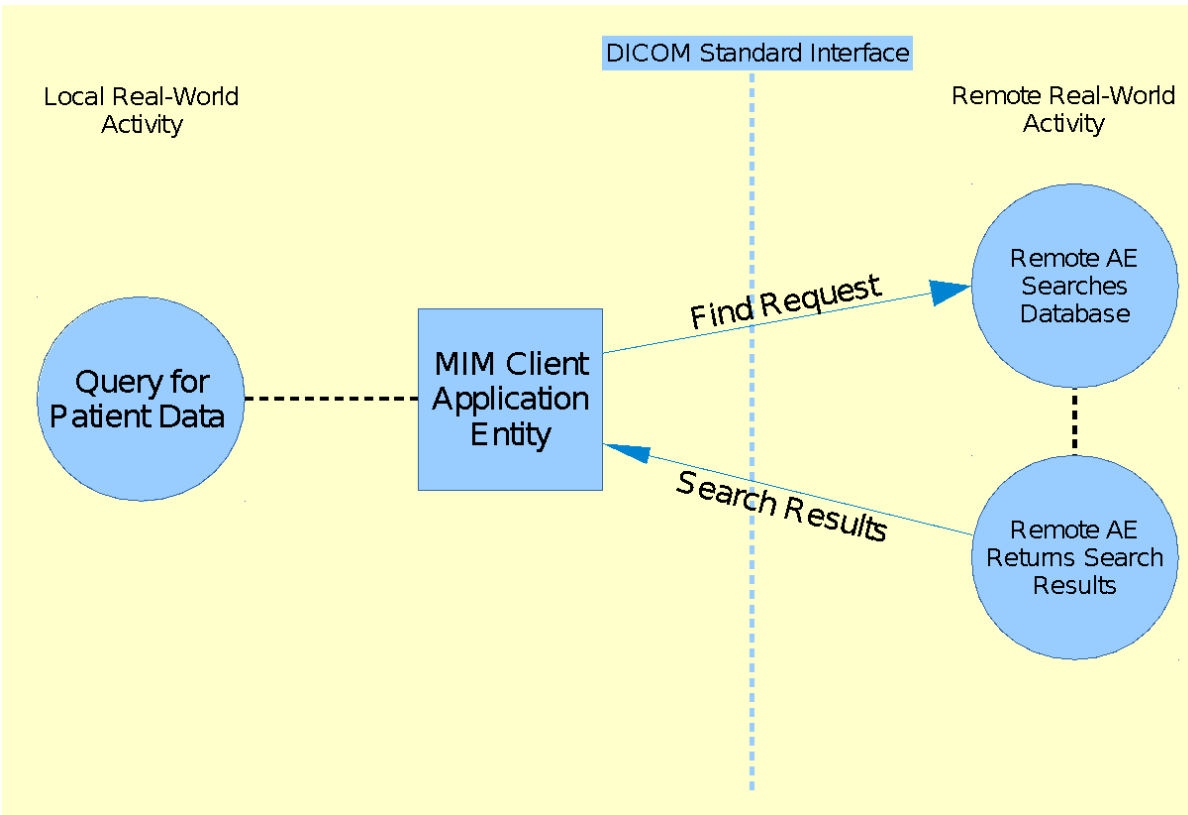 DICOM Standard Interface
Local Real-World
Activity
Remote Real-World
Activity
Query for
Patient Data
MIM Client
Application
Entity
Find Request
Search Results
Remote AE
Searches
Database
Remote AE
Returns Search
Results